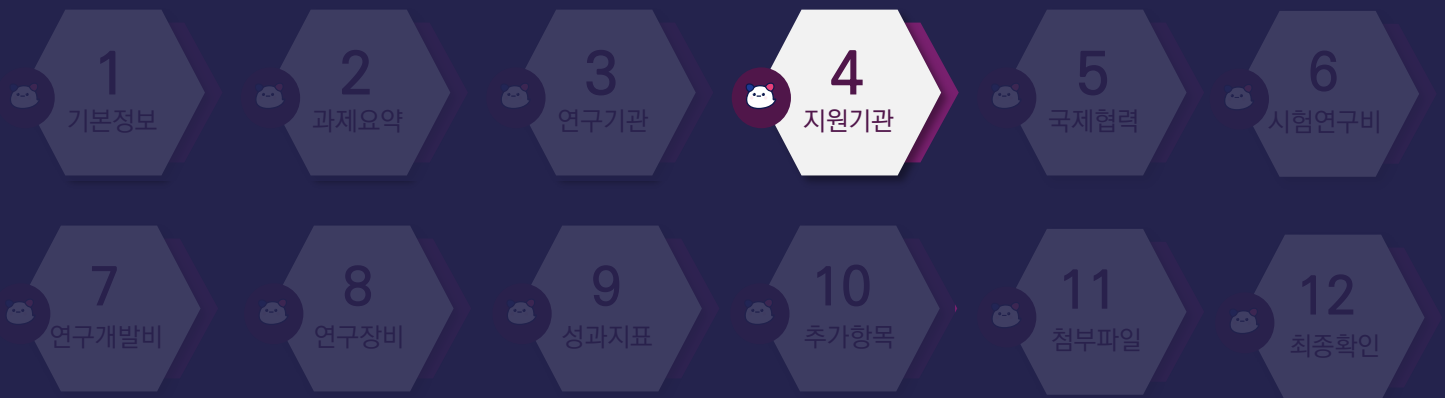 1
기본정보
2
과제요약
3
연구기관
4
지원기관
5
국제협력
6
시험연구비
7
연구개발비
8
연구장비
9
성과지표
10
추가항목
11
첨부파일
12
최종확인